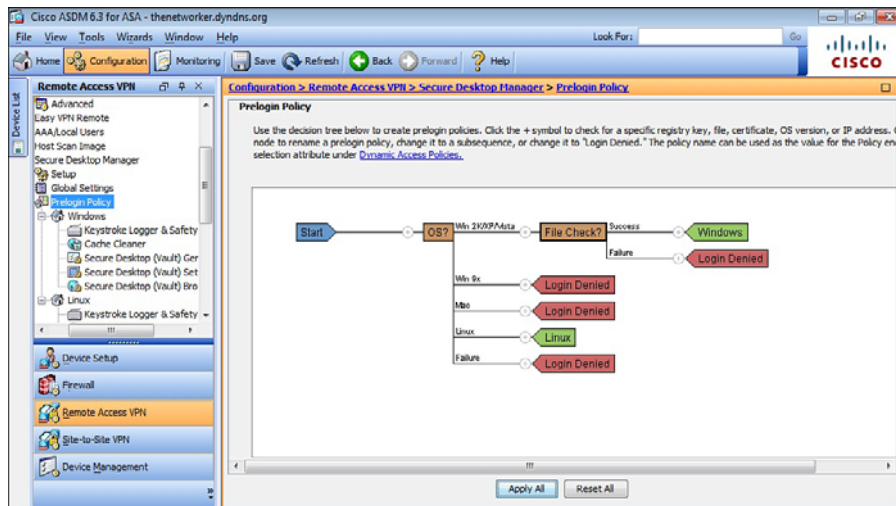 Cisco ASDM 6.3 for ASA - thenetworker.dyndns.org
File View Tools Wizards Window Help
Look For:
Go
Home Configuration Monitoring Save Refresh Back Forward Help
CISCO
Device List
Remote Access VPN
Advanced
Easy VPN Remote
AAA/Local Users
Host Scan Image
Secure Desktop Manager
Setup
Global Settings
Prelogin Policy
Windows
Keystroke Logger & Safety
Cache Cleaner
Secure Desktop (Vault) Ger
Secure Desktop (Vault) Set
Secure Desktop (Vault) Bro
Linux
Keystroke Logger & Safety
Device Setup
Firewall
Remote Access VPN
Site-to-Site VPN
Device Management
Configuration > Remote Access VPN > Secure Desktop Manager > Prelogin Policy
Prelogin Policy
Use the decision tree below to create prelogin policies. Click the + symbol to check for a specific registry key, file, certificate, OS version, or IP address.
node to rename a prelogin policy, change it to a subsequence, or change it to "Login Denied." The policy name can be used as the value for the Policy en
selection attribute under Dynamic Access Policies.
Start
OS?
Win 2K/XP/Vista
File Check?
Success
Windows
Failure
Login Denied
Win 9x
Login Denied
Mac
Login Denied
Linux
Linux
Failure
Login Denied
Apply All
Reset All